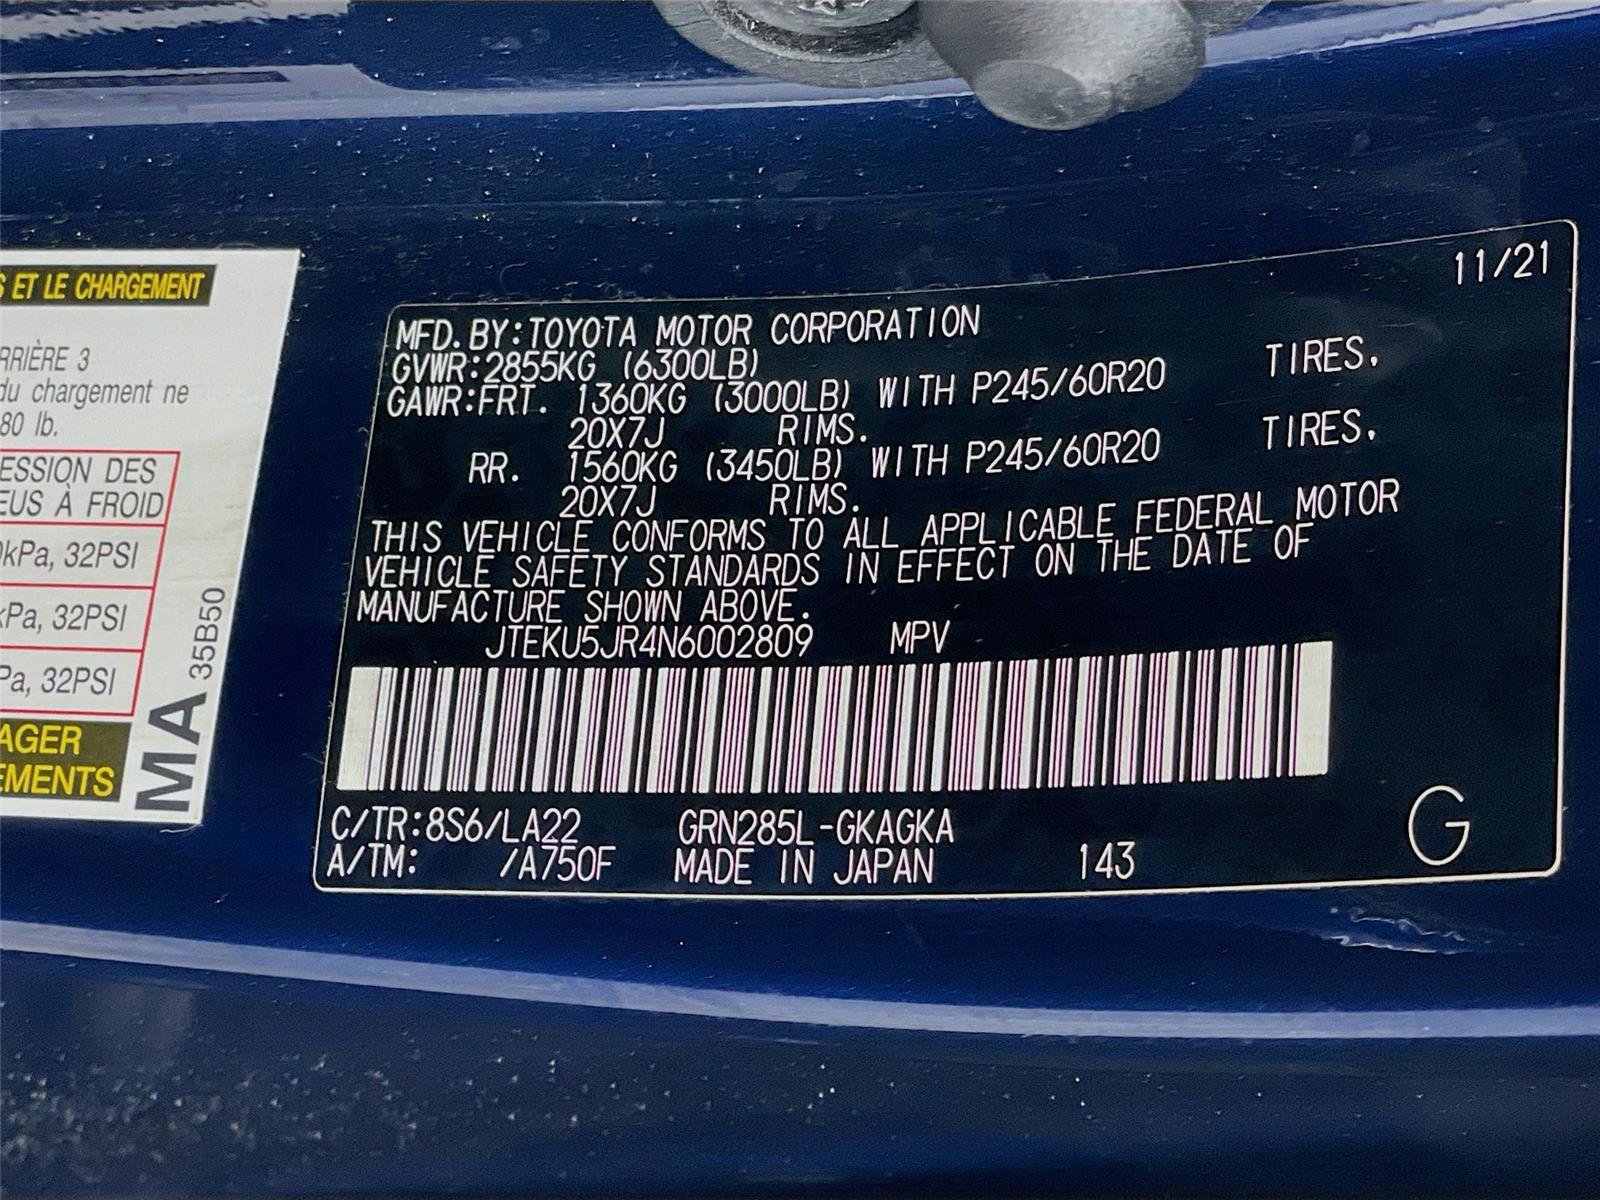 S ET LE CHARGEMENT
RRIÈRE 3
du chargement ne
80 lb.
ESSION DES
EUS À FROID
0kPa, 32PSI
kPa, 32PSI
Pa, 32PSI
AGER
EMENTS
MA 35B50
11/21
MFD.BY:TOYOTA MOTOR CORPORATION
GVWR:2855KG (6300LB)
GAWR:FRT. 1360KG (3000LB) WITH P245/60R20 TIRES,
20X7J RIMS.
RR. 1560KG (3450LB) WITH P245/60R20 TIRES,
20X7J RIMS.
THIS VEHICLE CONFORMS TO ALL APPLICABLE FEDERAL MOTOR
VEHICLE SAFETY STANDARDS IN EFFECT ON THE DATE OF
MANUFACTURE SHOWN ABOVE.
JTEKU5JR4N6002809 MPV
C/TR:8S6/LA22 GRN285L-GKAGKA
A/TM: /A750F MADE IN JAPAN 143
G